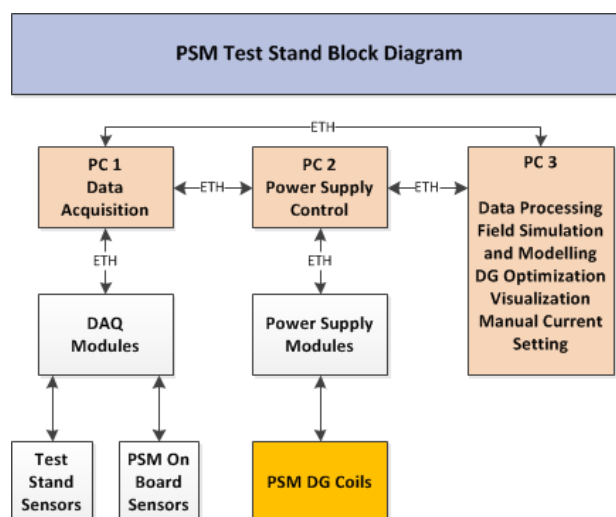 PSM Test Stand Block Diagram
ETH
PC 1
Data
Acquisition
ETH
PC 2
Power Supply
Control
ETH
PC 3
Data Processing
Field Simulation
and Modelling
DG Optimization
Visualization
Manual Current
Setting
ETH
ETH
DAQ
Modules
Power Supply
Modules
Test
Stand
Sensors
PSM On
Board
Sensors
PSM DG Coils